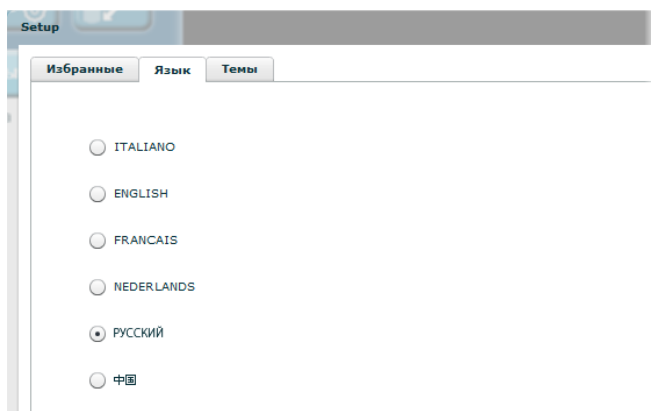 Setup
Избранные Язык Темы
ITALIANO
ENGLISH
FRANCAIS
NEDERLANDS
РУССКИЙ
中国